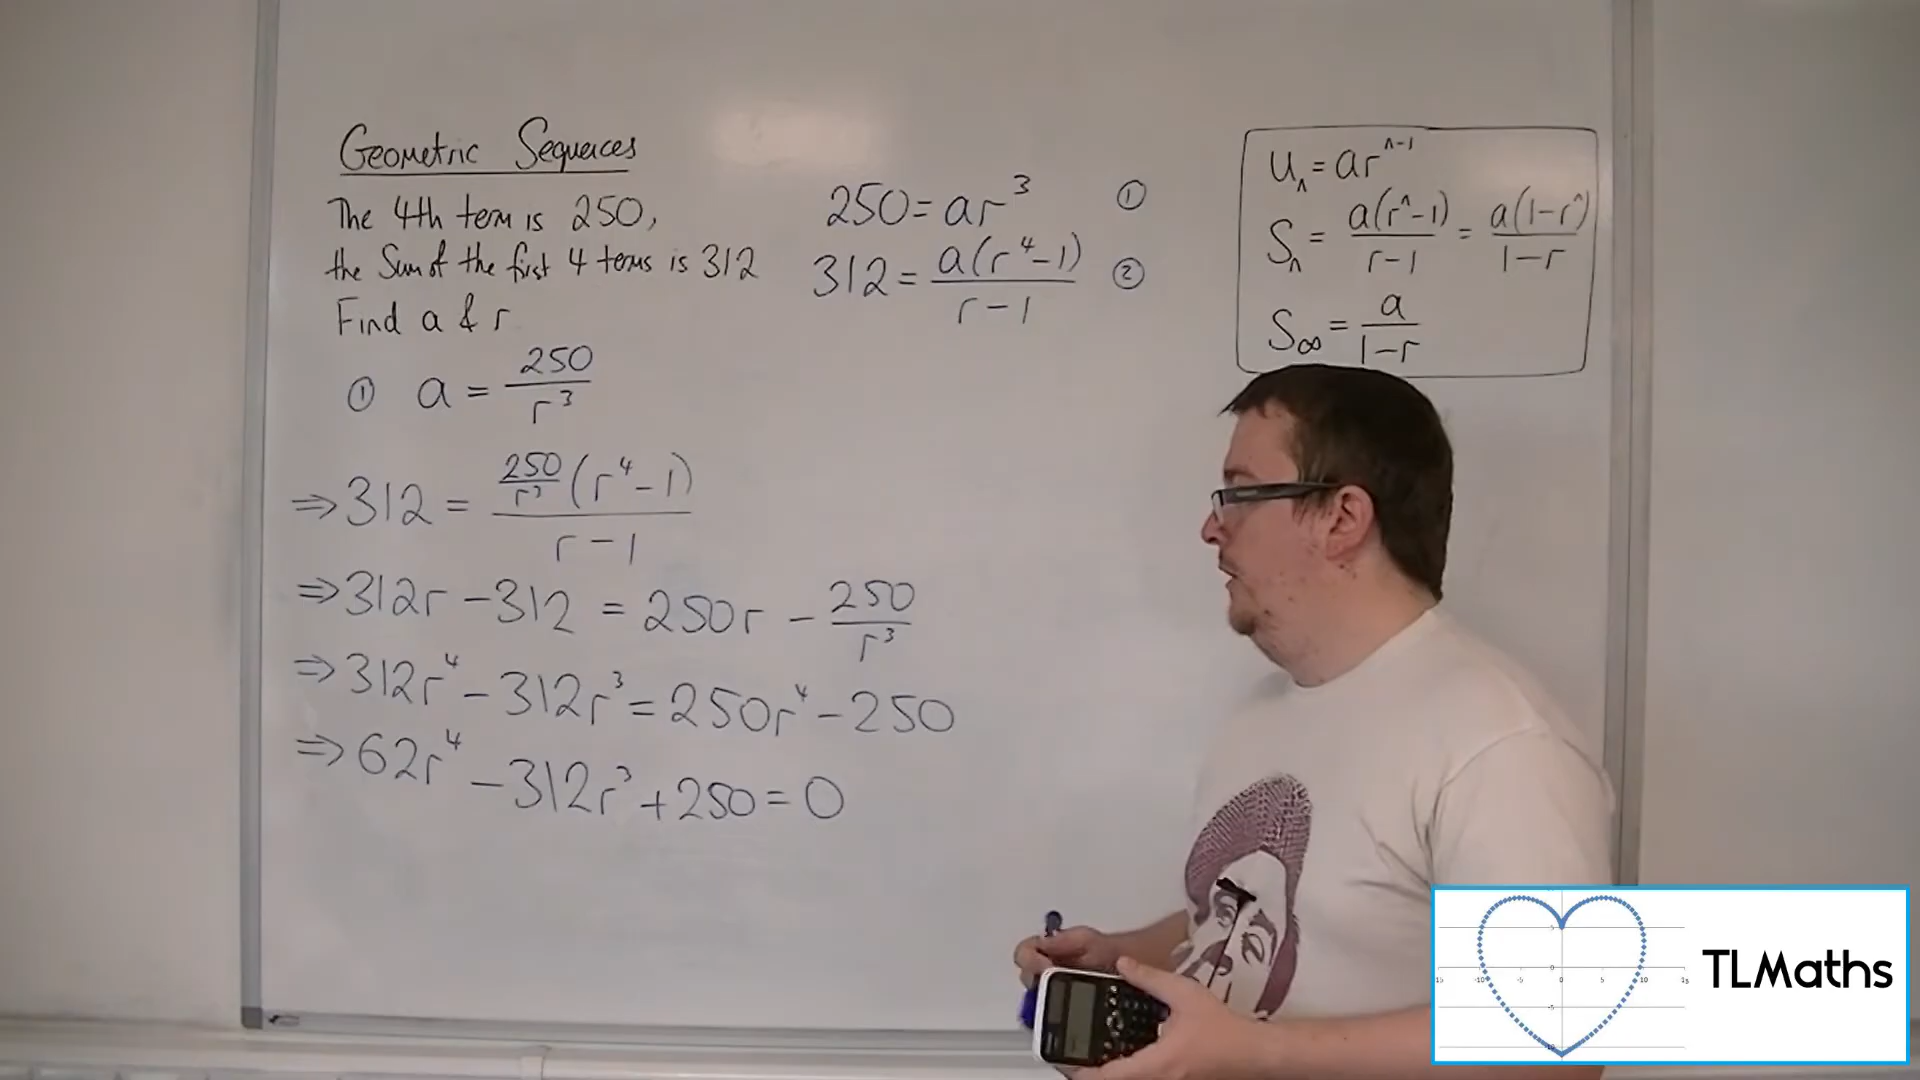 Geometric Sequences
The 4th term is 250,
the Sum of the first 4 terms is 312
Find a & r
① a = 250/r³
⇒ 312 = 250/r³ (r⁴ - 1) / r - 1
⇒ 312r - 312 = 250r - 250/r³
⇒ 312r⁴ - 312r³ = 250r⁴ - 250
⇒ 62r⁴ - 312r³ + 250 = 0
250 = ar³ ①
312 = a(r⁴ - 1) / r - 1 ②
Uₙ = arⁿ⁻¹
Sₙ = a(rⁿ - 1) / r - 1 = a(1 - rⁿ) / 1 - r
S∞ = a / 1 - r
TLMaths